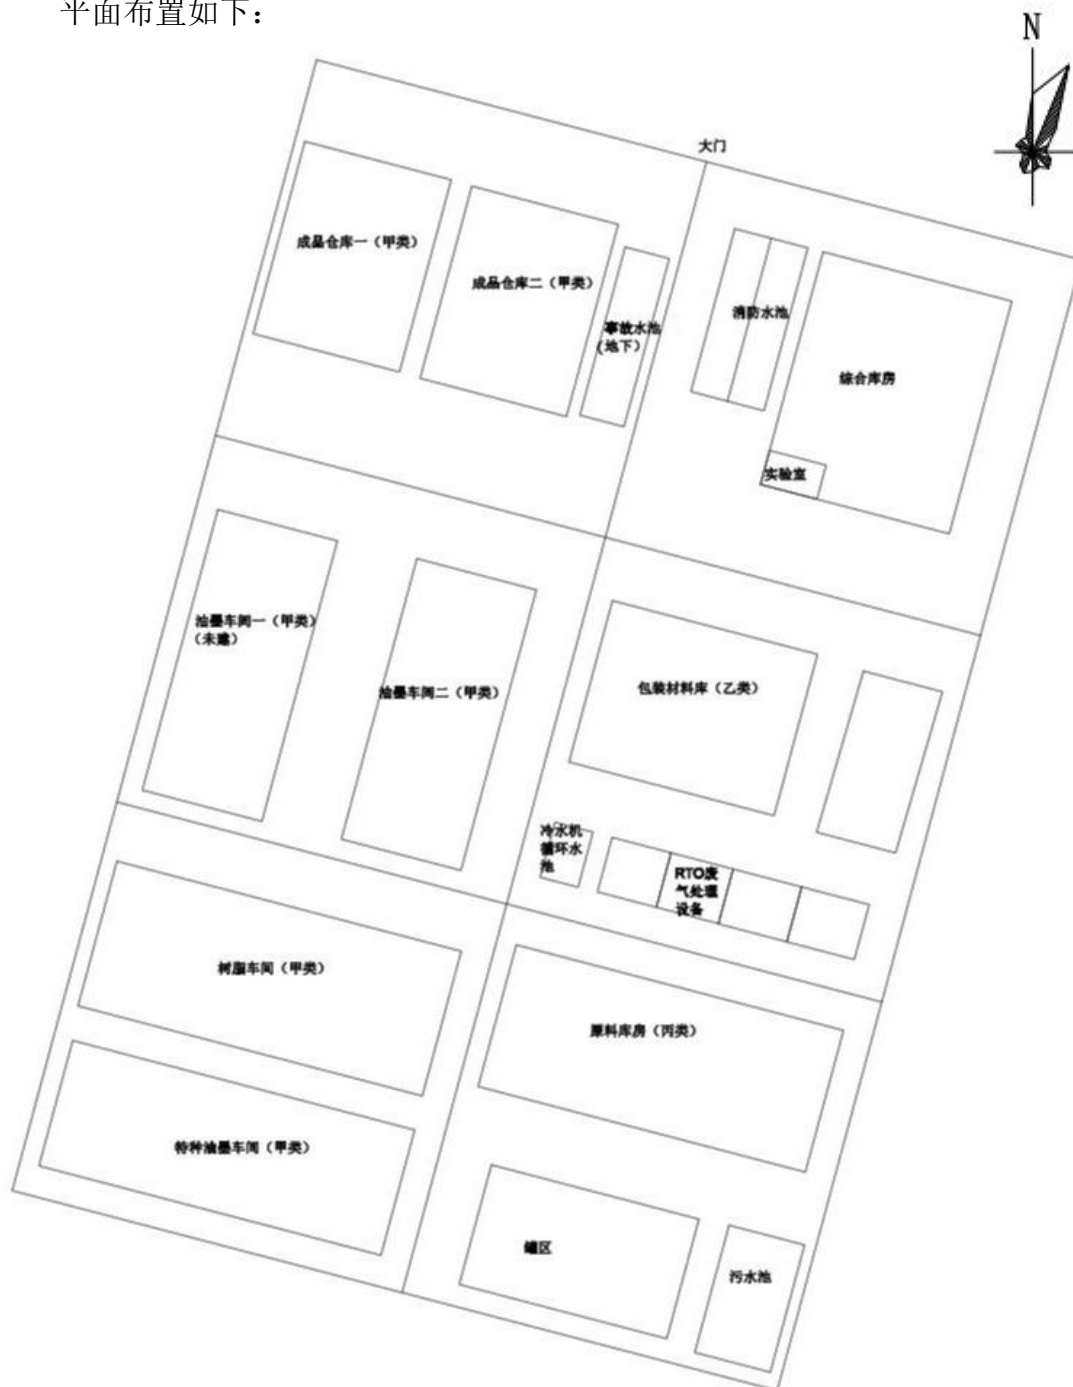 平面布置如下：
N
大门
成品仓库一（甲类）
成品仓库二（甲类）
事故水池
（地下）
消防水池
综合库房
实验室
油墨车间一（甲类）
（未建）
油墨车间二（甲类）
包装材料库（乙类）
冷水机
循环水
池
RTO废
气处理
设备
树脂车间（甲类）
原料库房（丙类）
特种油墨车间（甲类）
罐区
污水池